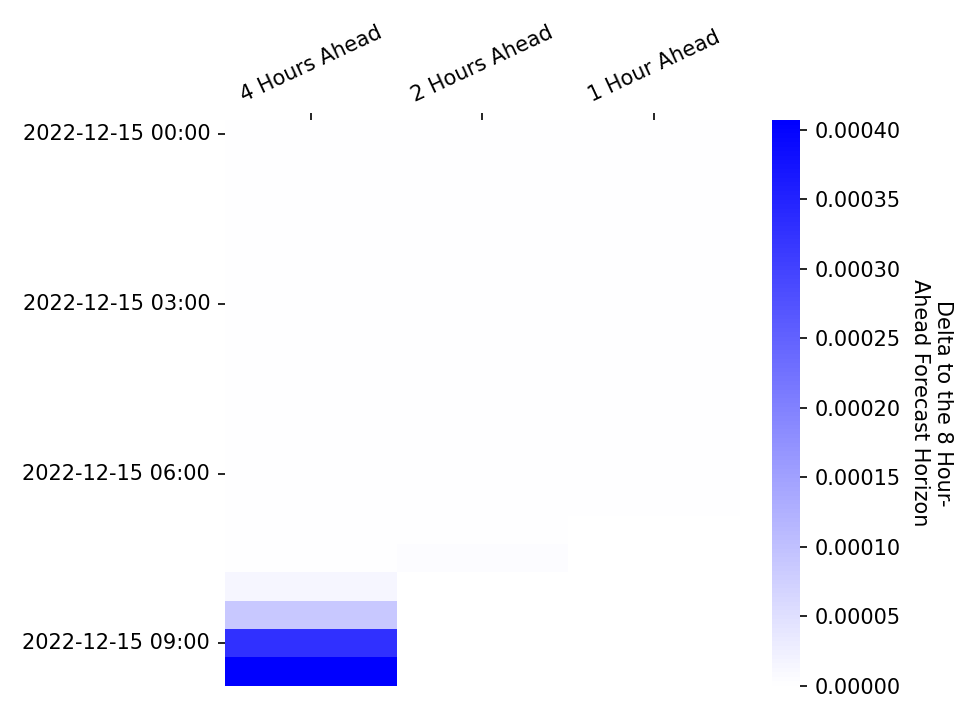 4 Hours Ahead
2 Hours Ahead
1 Hour Ahead
2022-12-15 00:00
2022-12-15 03:00
2022-12-15 06:00
2022-12-15 09:00
0.00040
0.00035
0.00030
0.00025
0.00020
0.00015
0.00010
0.00005
0.00000
Delta to the 8 Hour-
Ahead Forecast Horizon